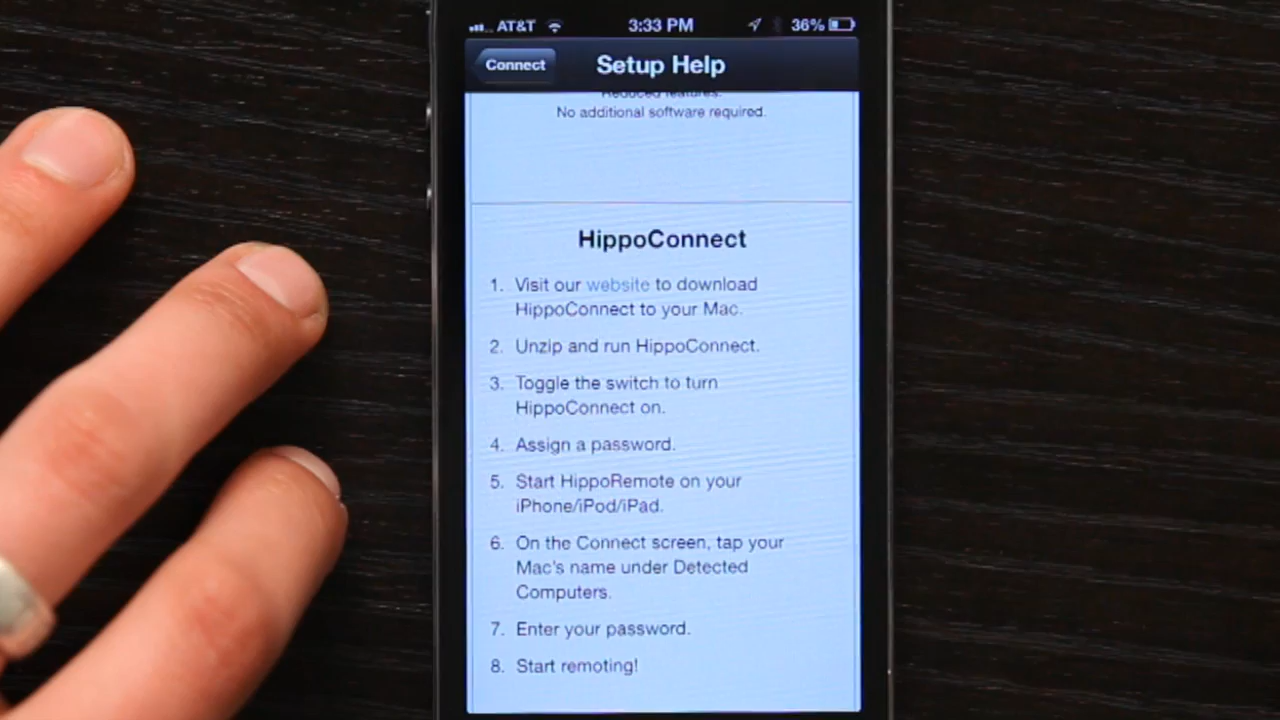 AT&T 3:33 PM 36%
Connect Setup Help
Reduced features.
No additional software required.
HippoConnect
1. Visit our website to download
HippoConnect to your Mac.
2. Unzip and run HippoConnect.
3. Toggle the switch to turn
HippoConnect on.
4. Assign a password.
5. Start HippoRemote on your
iPhone/iPod/iPad.
6. On the Connect screen, tap your
Mac's name under Detected
Computers.
7. Enter your password.
8. Start remoting!